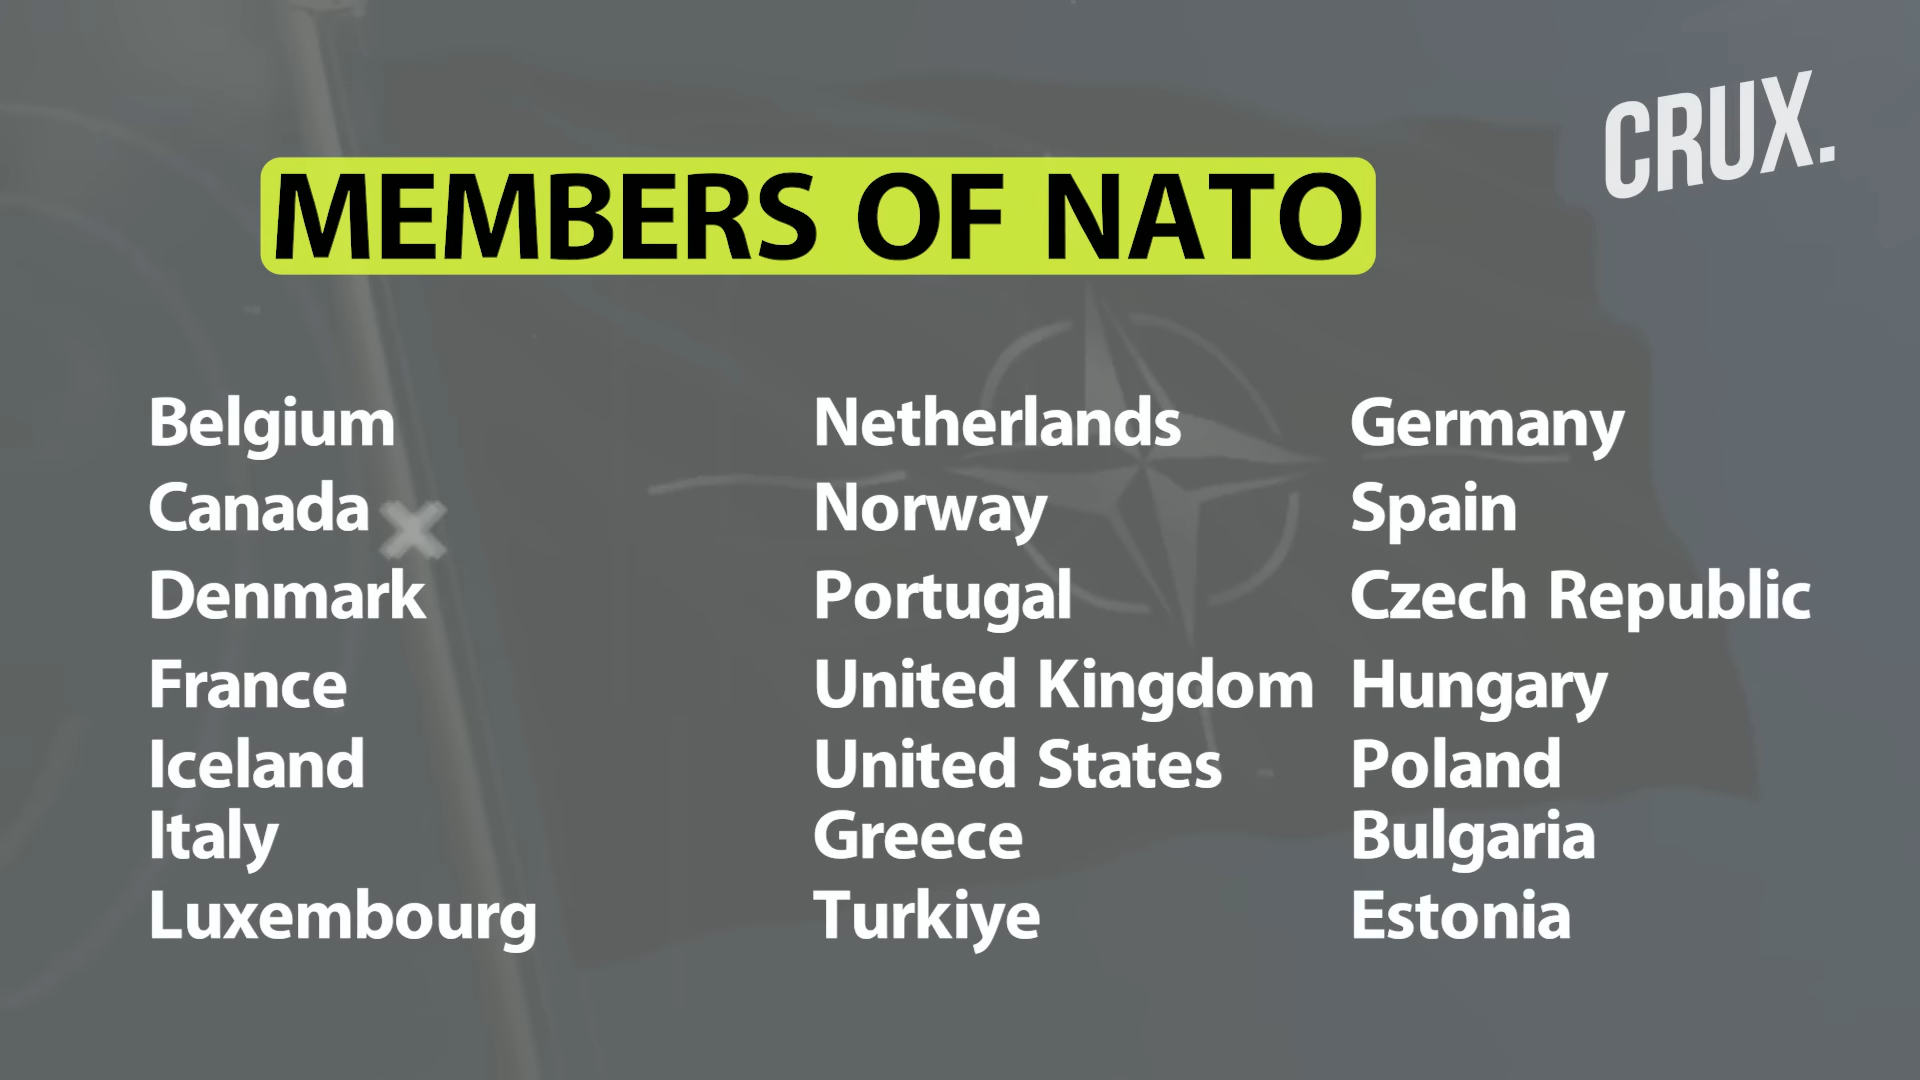 CRUX.
MEMBERS OF NATO
Belgium
Canada
Denmark
France
Iceland
Italy
Luxembourg
Netherlands
Norway
Portugal
United Kingdom
United States
Greece
Turkiye
Germany
Spain
Czech Republic
Hungary
Poland
Bulgaria
Estonia